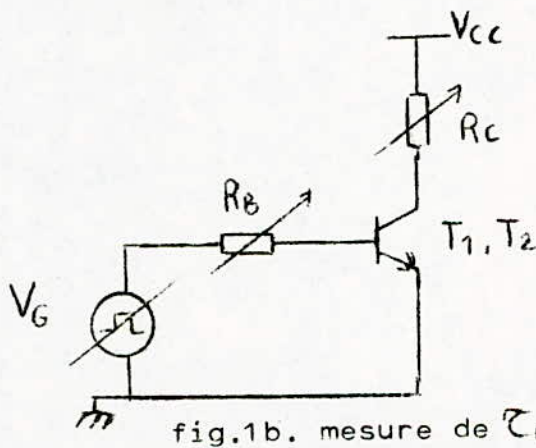 Vcc
Rc
RB
T1, T2
VG
fig.1b. mesure de τ